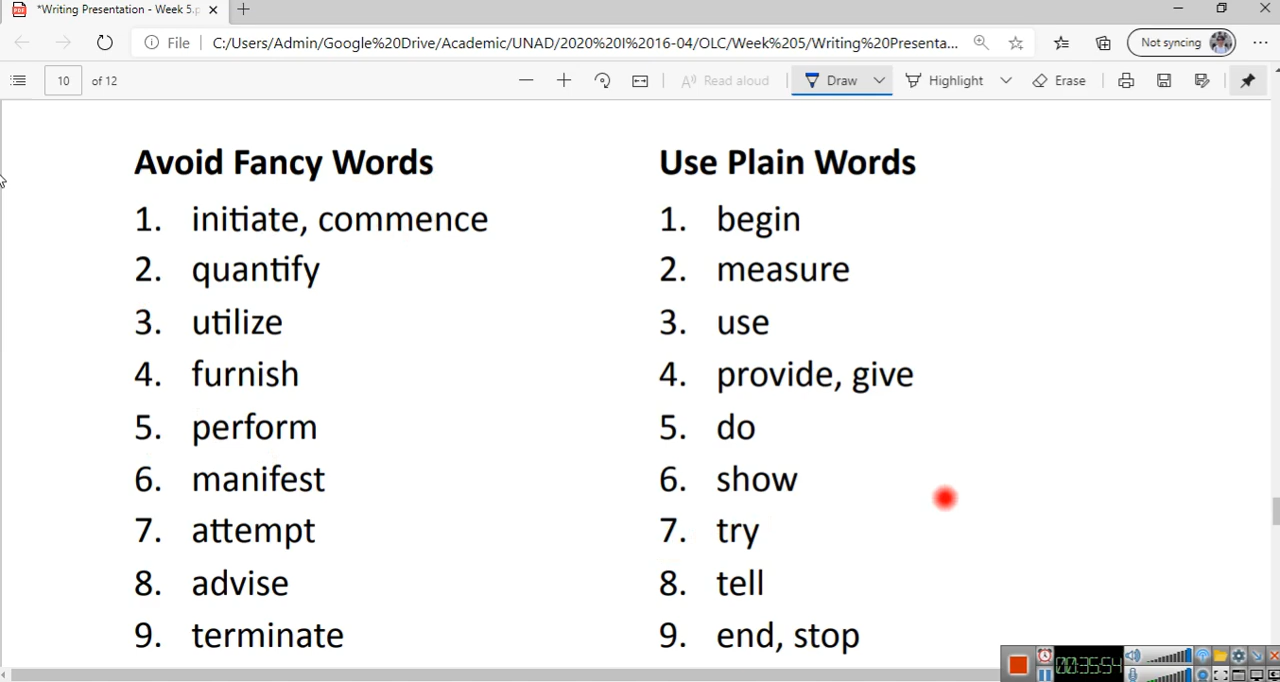 *Writing Presentation - Week 5.p
File
C:/Users/Admin/Google%20Drive/Academic/UNAD/2020%20I%2016-04/OLC/Week%205/Writing%20Presenta...
Not syncing
10 of 12
Read aloud
Draw
Highlight
Erase
Avoid Fancy Words
1. initiate, commence
2. quantify
3. utilize
4. furnish
5. perform
6. manifest
7. attempt
8. advise
9. terminate
Use Plain Words
1. begin
2. measure
3. use
4. provide, give
5. do
6. show
7. try
8. tell
9. end, stop
00:35:54